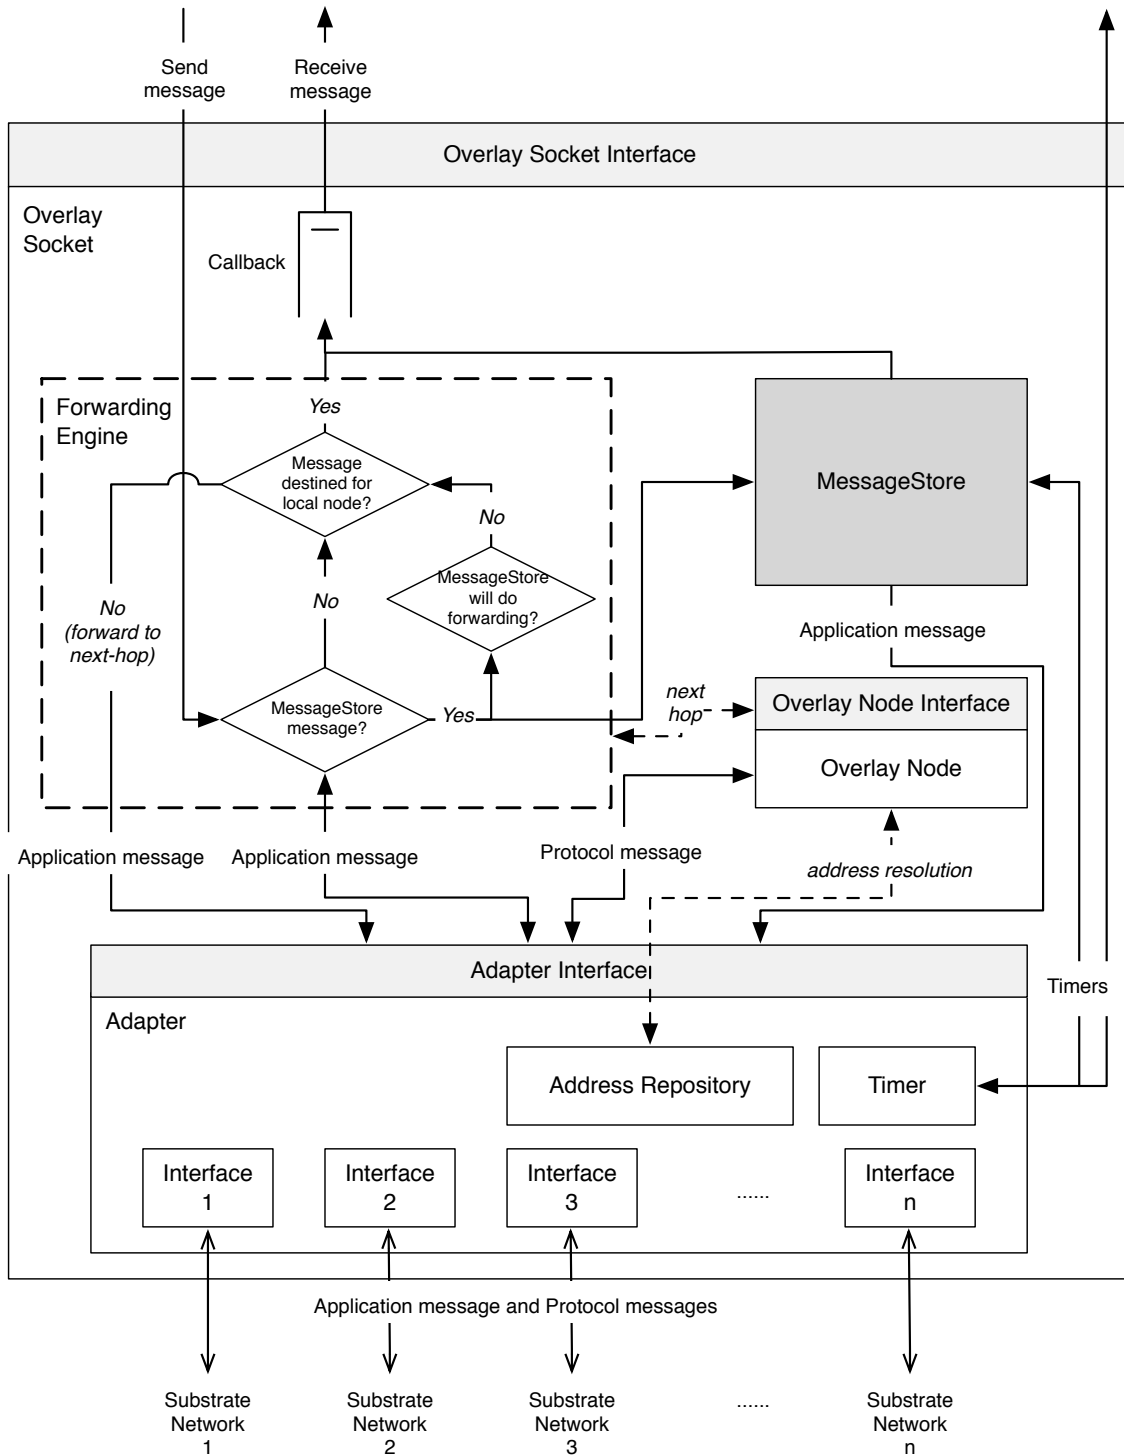 Send
message
Receive
message
Overlay Socket Interface
Overlay
Socket
Callback
Forwarding
Engine
Yes
Message
destined for
local node?
MessageStore
No
MessageStore
will do
forwarding?
No
No
(forward to
next-hop)
Application message
MessageStore
message?
Yes
next
hop
Overlay Node Interface
Overlay Node
Application message
Application message
Protocol message
address resolution
Adapter Interface
Timers
Adapter
Address Repository
Timer
Interface
1
Interface
2
Interface
3
......
Interface
n
Application message and Protocol messages
Substrate
Network
1
Substrate
Network
2
Substrate
Network
3
......
Substrate
Network
n